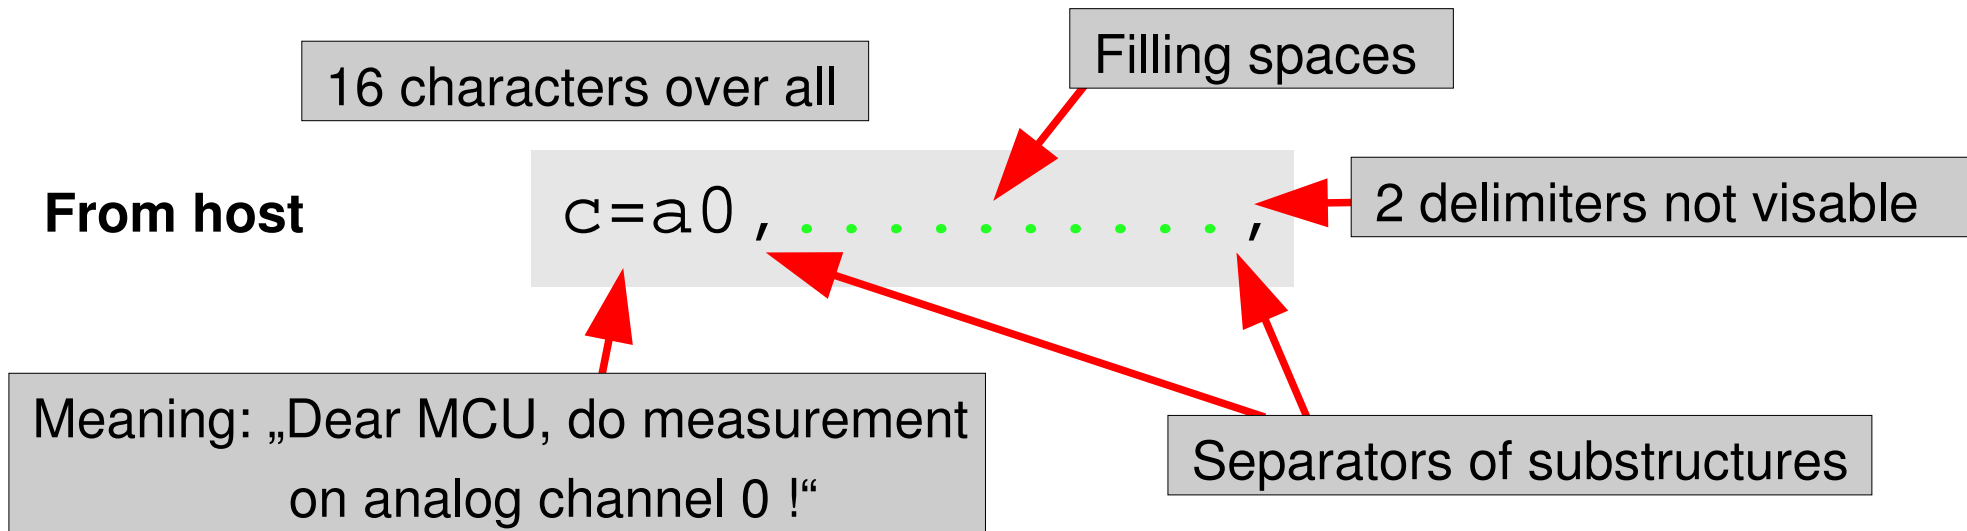 16 characters over all
Filling spaces
From host
c=a0,..........,
2 delimiters not visable
Meaning: „Dear MCU, do measurement
on analog channel 0 !“
Separators of substructures